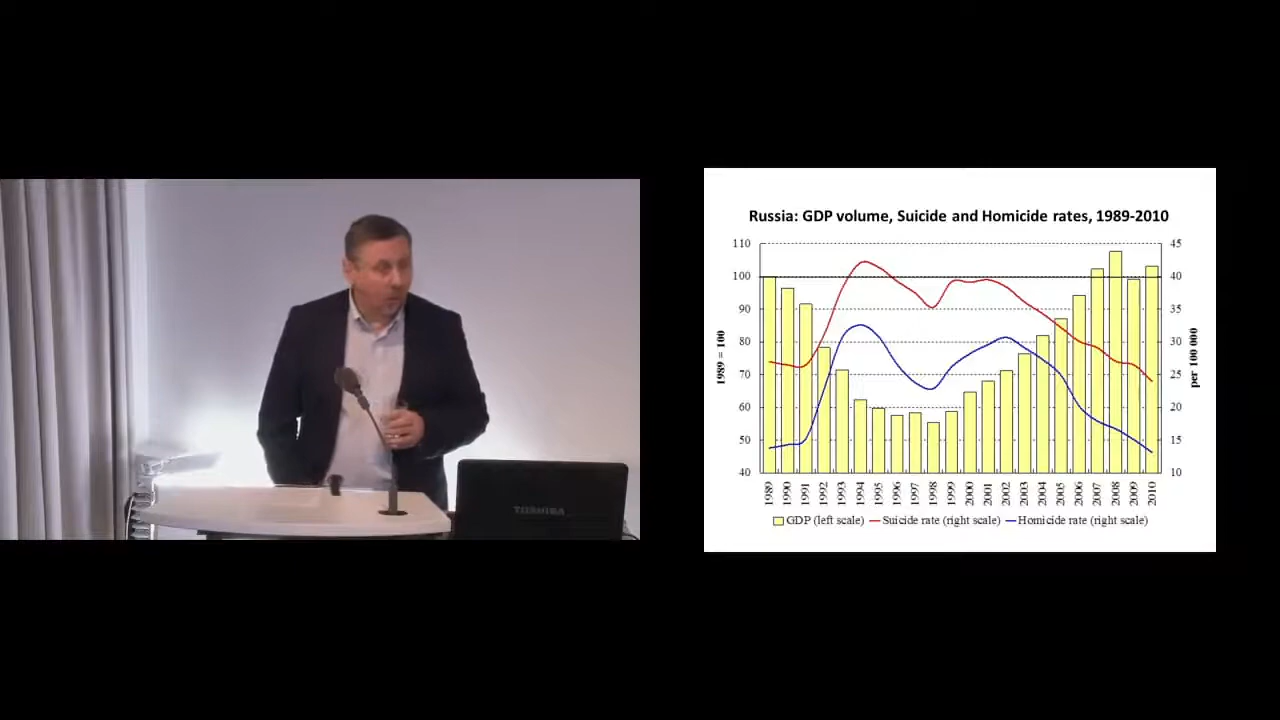 TOSHIBA
Russia: GDP volume, Suicide and Homicide rates, 1989-2010
110
100
90
80
70
60
50
40
1989 = 100
45
40
35
30
25
20
15
10
per 100 000
1989 1990 1991 1992 1993 1994 1995 1996 1997 1998 1999 2000 2001 2002 2003 2004 2005 2006 2007 2008 2009 2010
GDP (left scale) Suicide rate (right scale) Homicide rate (right scale)